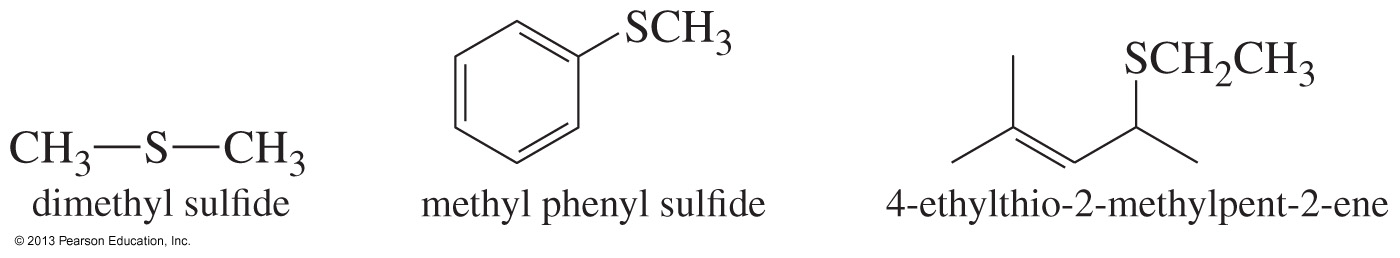 SCH3
SCH2CH3
CH3—S—CH3
dimethyl sulfide
methyl phenyl sulfide
4-ethylthio-2-methylpent-2-ene
© 2013 Pearson Education, Inc.